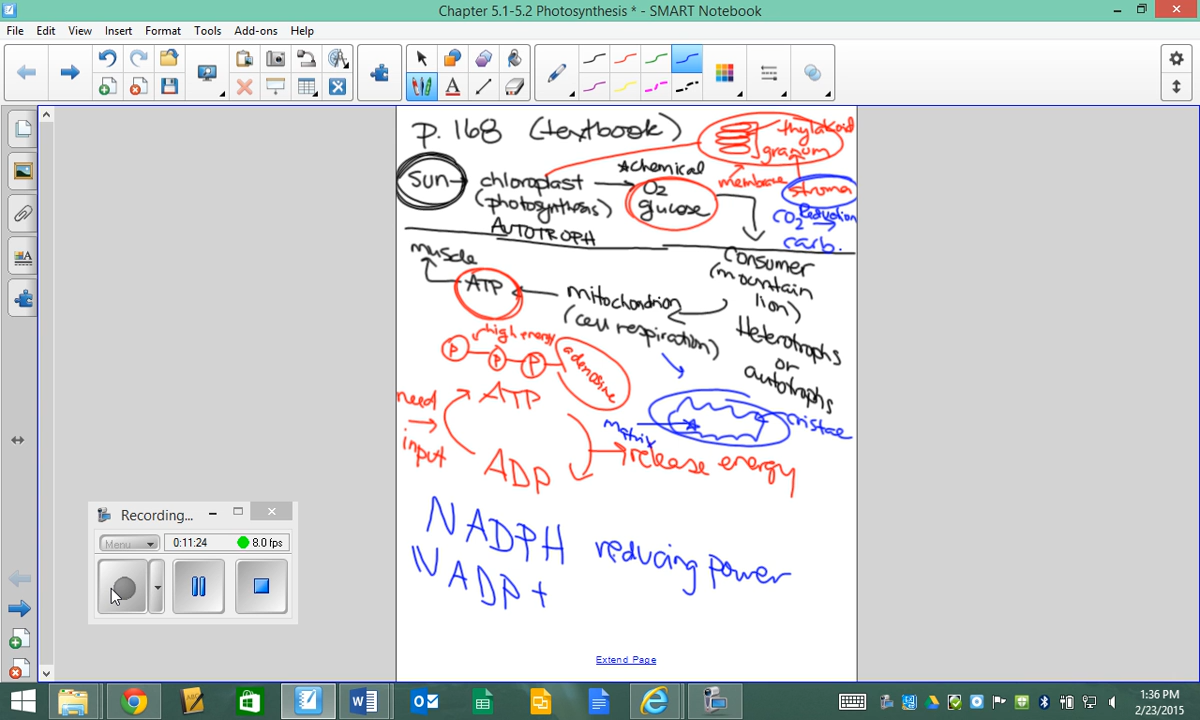 Chapter 5.1-5.2 Photosynthesis * - SMART Notebook
File Edit View Insert Format Tools Add-ons Help
p. 168 (textbook)
thylakoid
granum
membrane
stroma
CO2 Reduction
carb.
Sun
chloroplast
(photosynthesis)
AUTOTROPH
*chemical
O2
glucose
muscle
ATP
mitochondrion
(cell respiration)
Consumer
(mountain
lion)
Heterotrophs
or
autotrophs
high energy
P P P adenosine
need
input
ATP
ADP
release energy
matrix
cristae
NADPH reducing power
NADP+
Extend Page
Recording...
Menu 0:11:24 8.0 fps
1:36 PM
2/23/2015